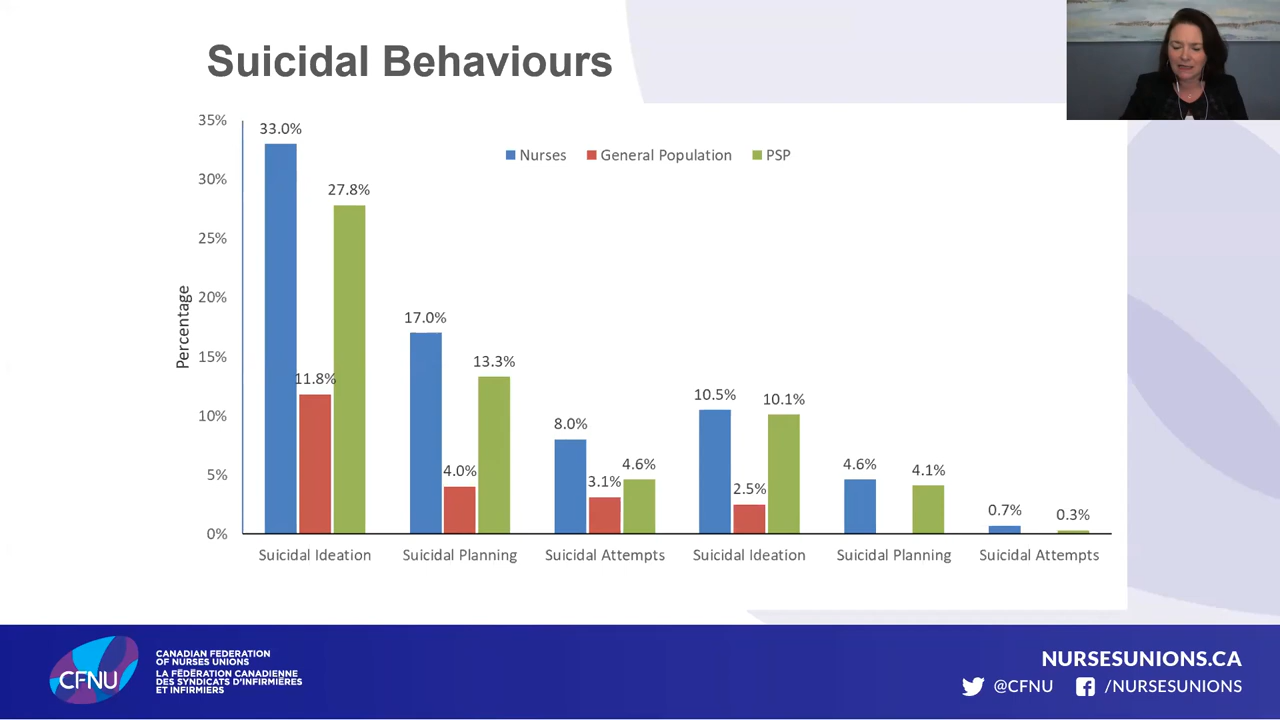 Suicidal Behaviours
35%
30%
25%
20%
15%
10%
5%
0%
Percentage
Nurses
General Population
PSP
33.0%
11.8%
27.8%
17.0%
4.0%
13.3%
8.0%
3.1%
4.6%
10.5%
2.5%
10.1%
4.6%
4.1%
0.7%
0.3%
Suicidal Ideation
Suicidal Planning
Suicidal Attempts
Suicidal Ideation
Suicidal Planning
Suicidal Attempts
CFNU
CANADIAN FEDERATION
OF NURSES UNIONS
LA FÉDÉRATION CANADIENNE
DES SYNDICATS D'INFIRMIÈRES
ET INFIRMIERS
NURSESUNIONS.CA
@CFNU
/NURSESUNIONS